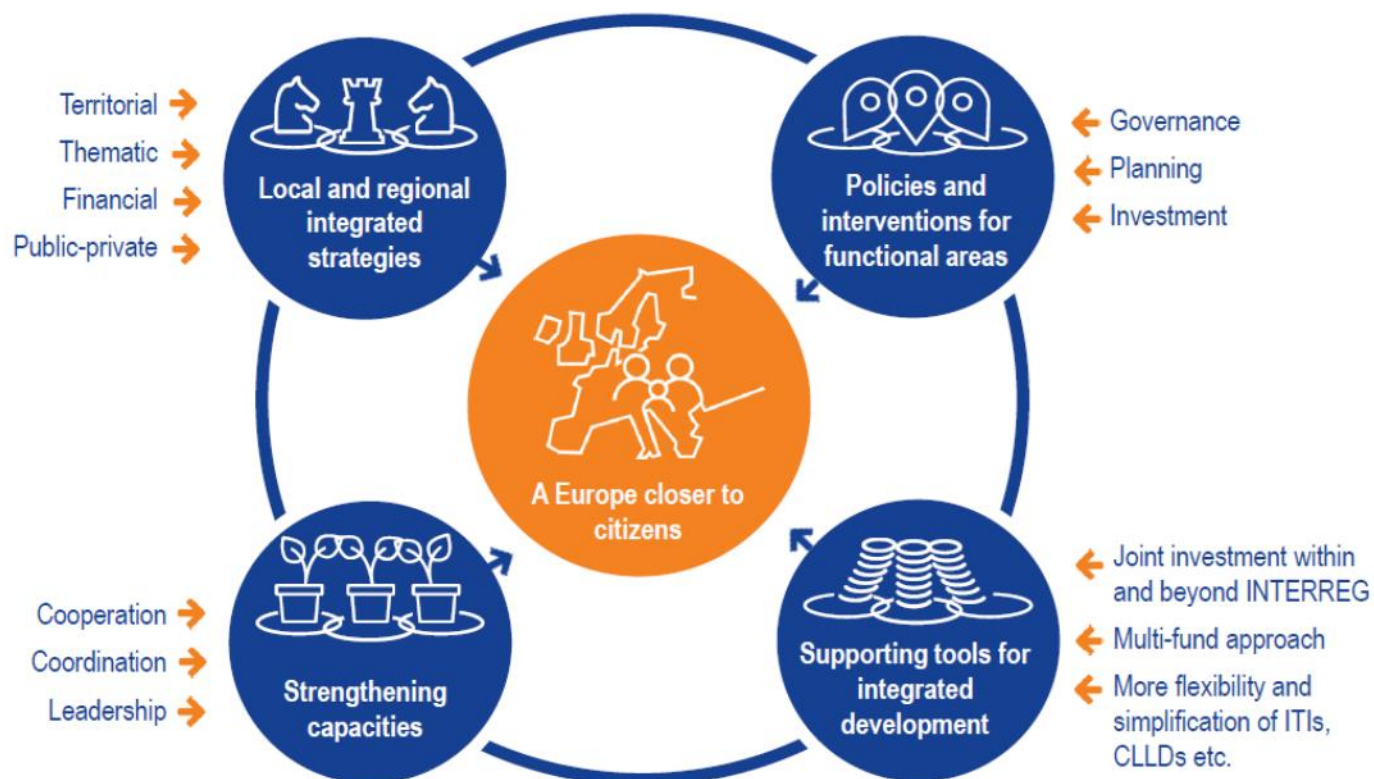 Territorial
Thematic
Financial
Public-private
Local and regional
integrated
strategies
Policies and
interventions for
functional areas
Governance
Planning
Investment
A Europe closer to
citizens
Cooperation
Coordination
Leadership
Strengthening
capacities
Supporting tools for
integrated
development
Joint investment within
and beyond INTERREG
Multi-fund approach
More flexibility and
simplification of ITIs,
CLLDs etc.